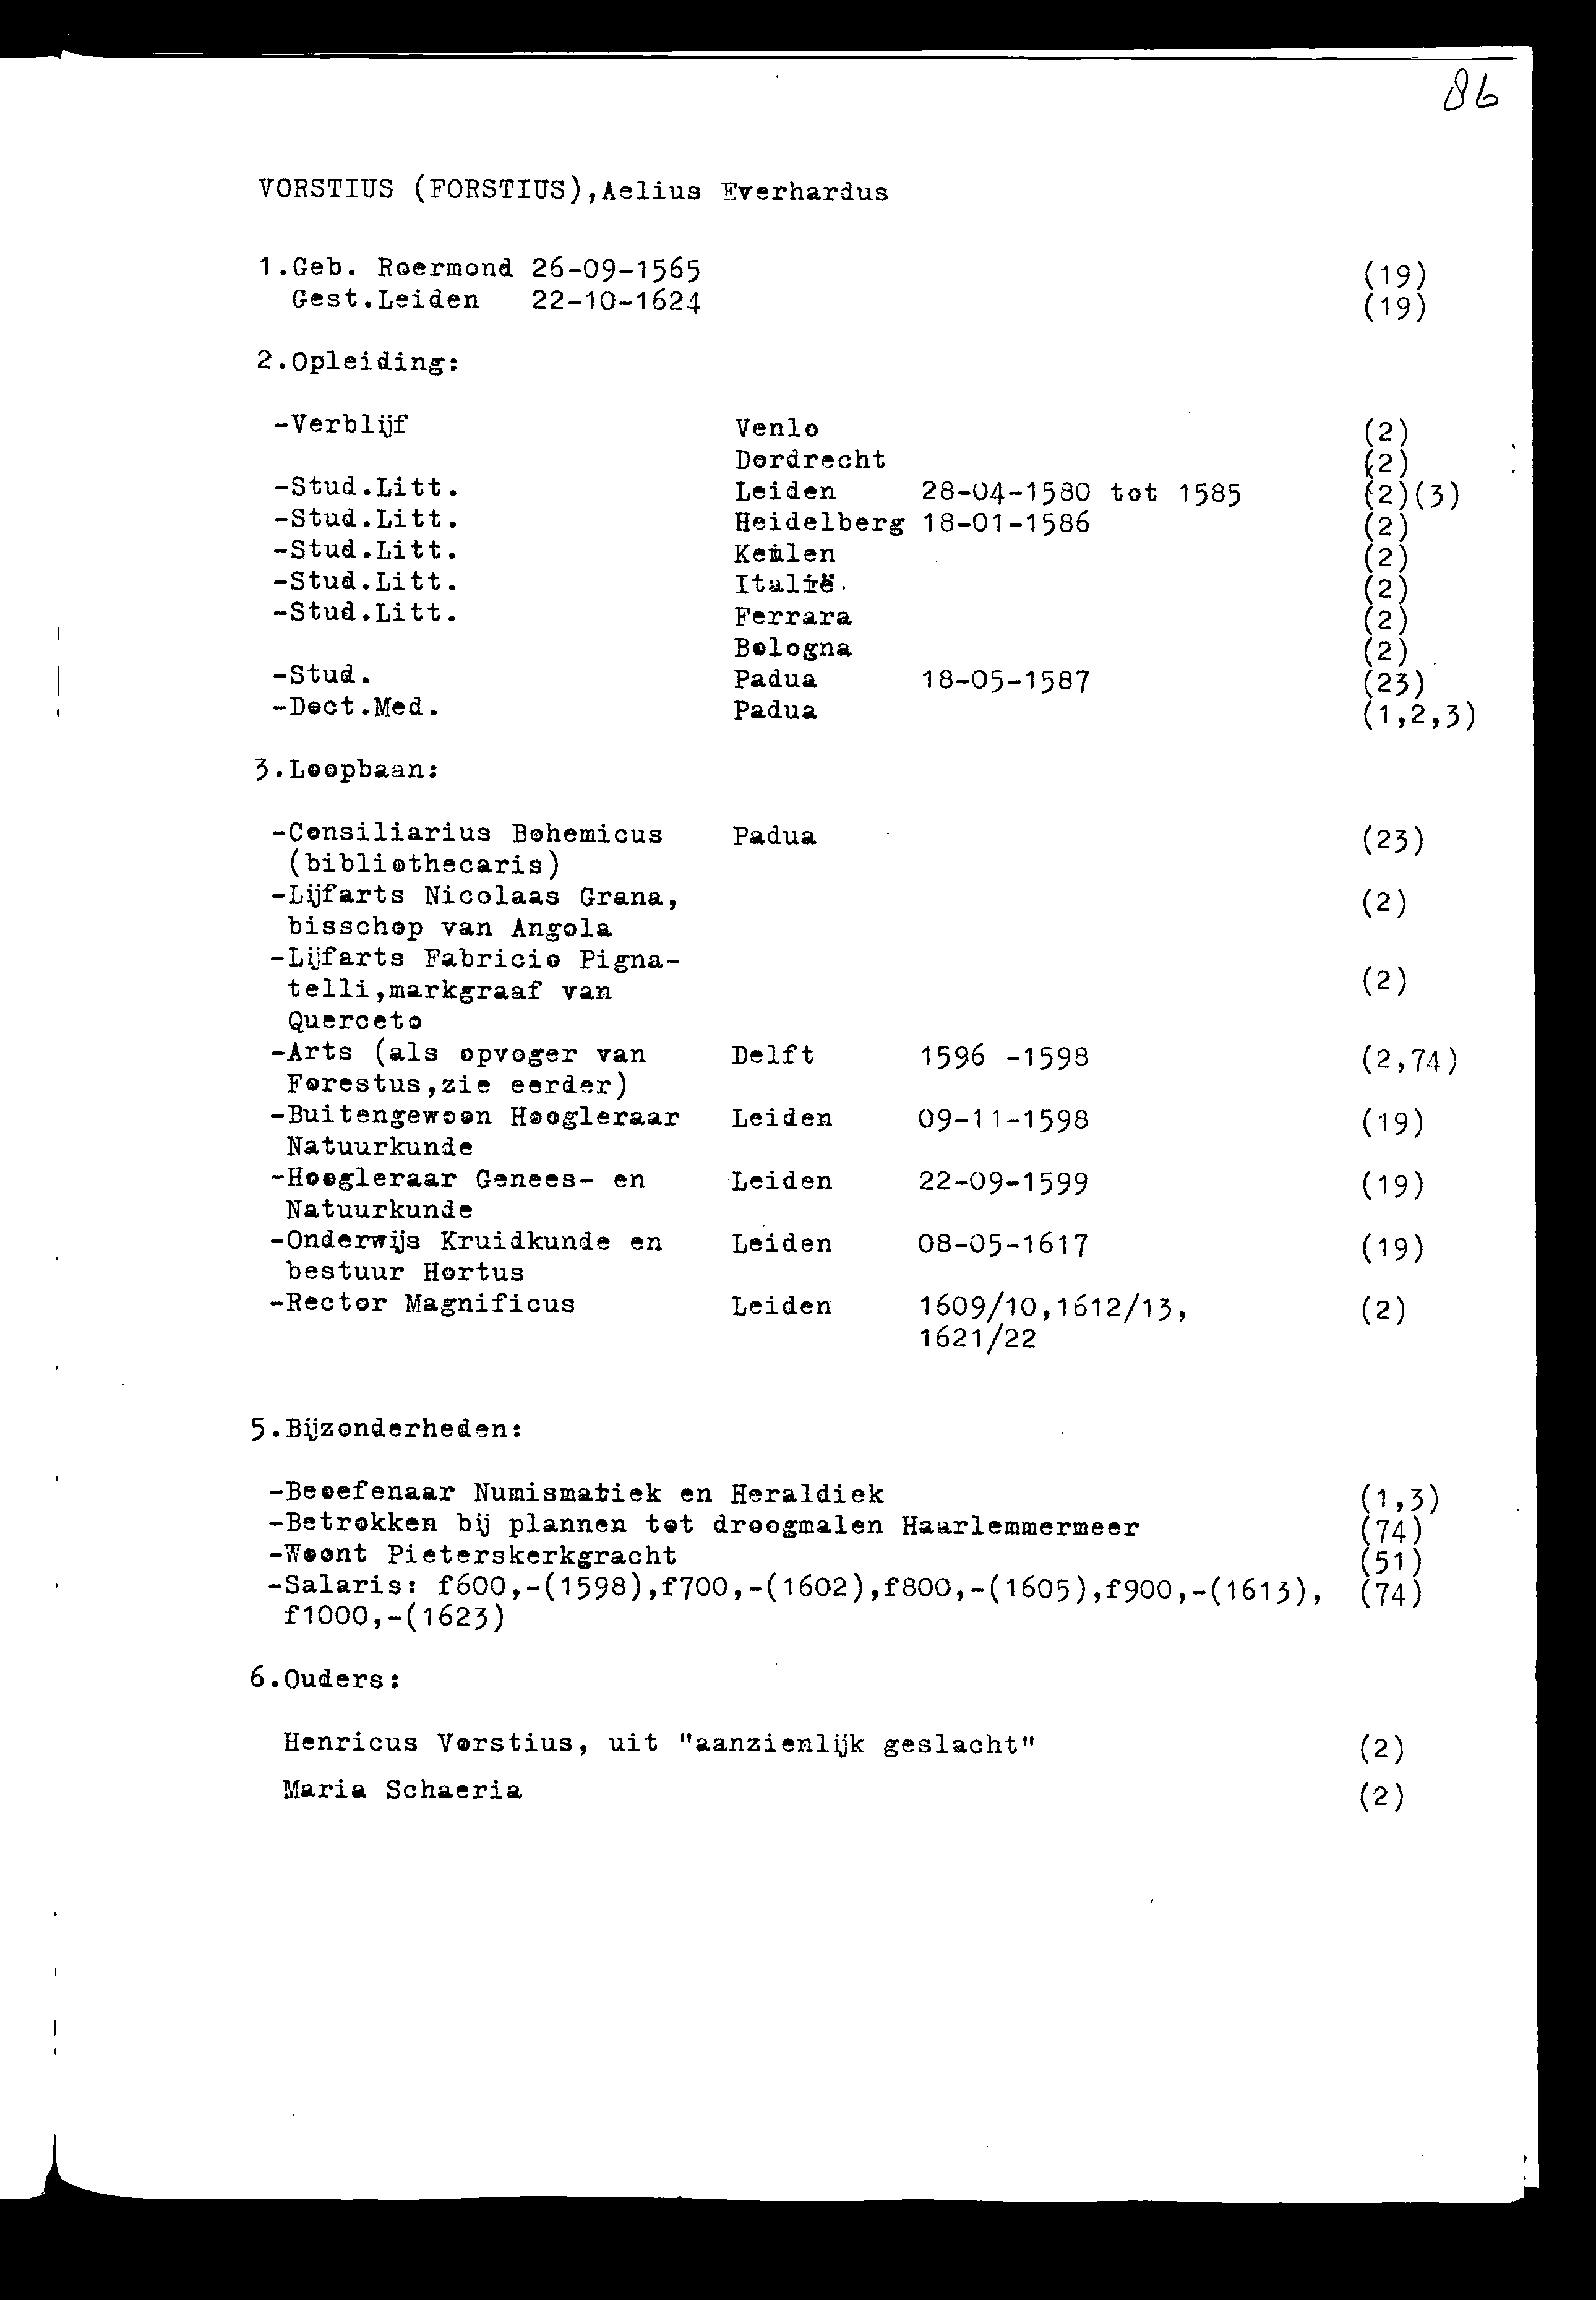 86
VORSTIUS (FORSTIUS),Aelius Everhardus
1.Geb. Roermond 26-09-1565 (19)
Gest.Leiden 22-10-1624 (19)
2.Opleiding:
-Verblijf Venlo (2)
Dordrecht (2)
-Stud.Litt. Leiden 28-04-1580 tot 1585 (2)(3)
-Stud.Litt. Heidelberg 18-01-1586 (2)
-Stud.Litt. Keulen (2)
-Stud.Litt. Italië. (2)
-Stud.Litt. Ferrara (2)
Bologna (2)
-Stud. Padua 18-05-1587 (23)
-Doct.Med. Padua (1,2,3)
3.Loopbaan:
-Consiliarius Bohemicus Padua (23)
(bibliothecaris)
-Lijfarts Nicolaas Grana, (2)
bisschop van Angola
-Lijfarts Fabricio Pigna-
telli,markgraaf van (2)
Querceto
-Arts (als opvoger van Delft 1596 -1598 (2,74)
Forestus,zie eerder)
-Buitengewoon Hoogleraar Leiden 09-11-1598 (19)
Natuurkunde
-Hoogleraar Genees- en Leiden 22-09-1599 (19)
Natuurkunde
-Onderwijs Kruidkunde en Leiden 08-05-1617 (19)
bestuur Hortus
-Rector Magnificus Leiden 1609/10,1612/13, (2)
1621/22
5.Bijzonderheden:
-Beoefenaar Numismatiek en Heraldiek (1,3)
-Betrokken bij plannen tot droogmalen Haarlemmermeer (74)
-Woont Pieterskerkgracht (51)
-Salaris: f600,-(1598),f700,-(1602),f800,-(1605),f900,-(1613), (74)
f1000,-(1623)
6.Ouders:
Henricus Vorstius, uit "aanzienlijk geslacht" (2)
Maria Schaeria (2)